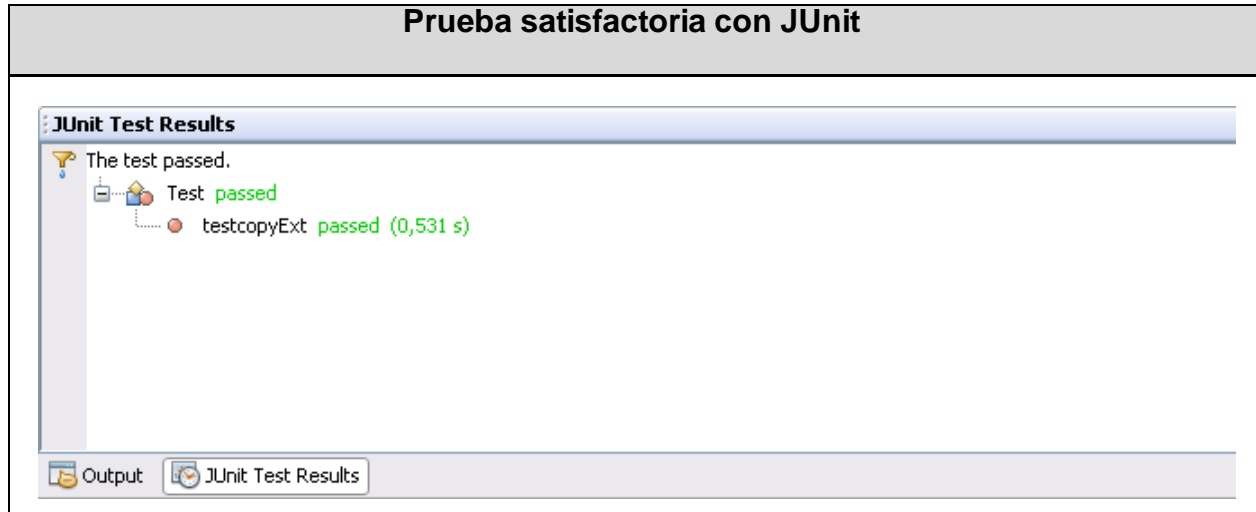 Prueba satisfactoria con JUnit
JUnit Test Results
The test passed.
Test passed
testcopyExt passed (0,531 s)
Output JUnit Test Results